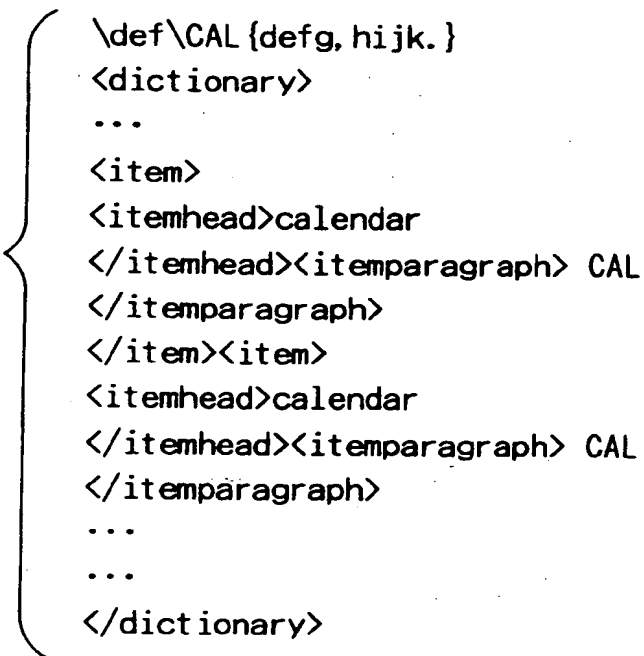 \def\CAL{defg, hijk.}
<dictionary>
...
<item>
<itemhead>calendar
</itemhead><itemparagraph> CAL
</itemparagraph>
</item><item>
<itemhead>calendar
</itemhead><itemparagraph> CAL
</itemparagraph>
...
...
</dictionary>